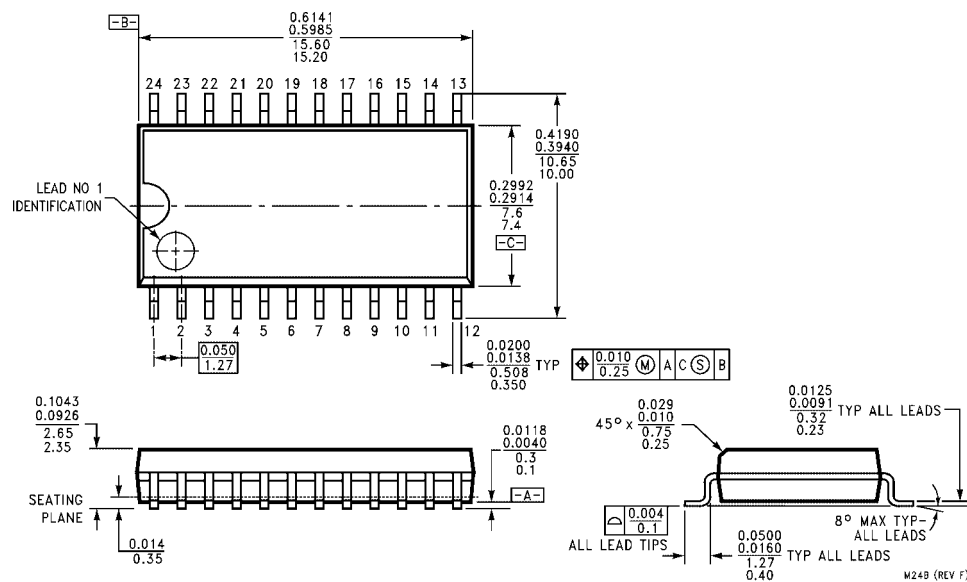 -B-
0.6141
0.5985
15.60
15.20
24 23 22 21 20 19 18 17 16 15 14 13
0.4190
0.3940
10.65
10.00
0.2992
0.2914
7.6
7.4
-C-
LEAD NO 1
IDENTIFICATION
1 2 3 4 5 6 7 8 9 10 11 12
0.050
1.27
0.0200
0.0138
0.508
0.350
TYP
0.010
0.25
M A C S B
0.1043
0.0926
2.65
2.35
0.0118
0.0040
0.3
0.1
-A-
SEATING
PLANE
0.014
0.35
45° x
0.029
0.010
0.75
0.25
0.0125
0.0091
0.32
0.23
TYP ALL LEADS
0.004
0.1
ALL LEAD TIPS
0.0500
0.0160
1.27
0.40
TYP ALL LEADS
8° MAX TYP-
ALL LEADS
M24B (REV F)